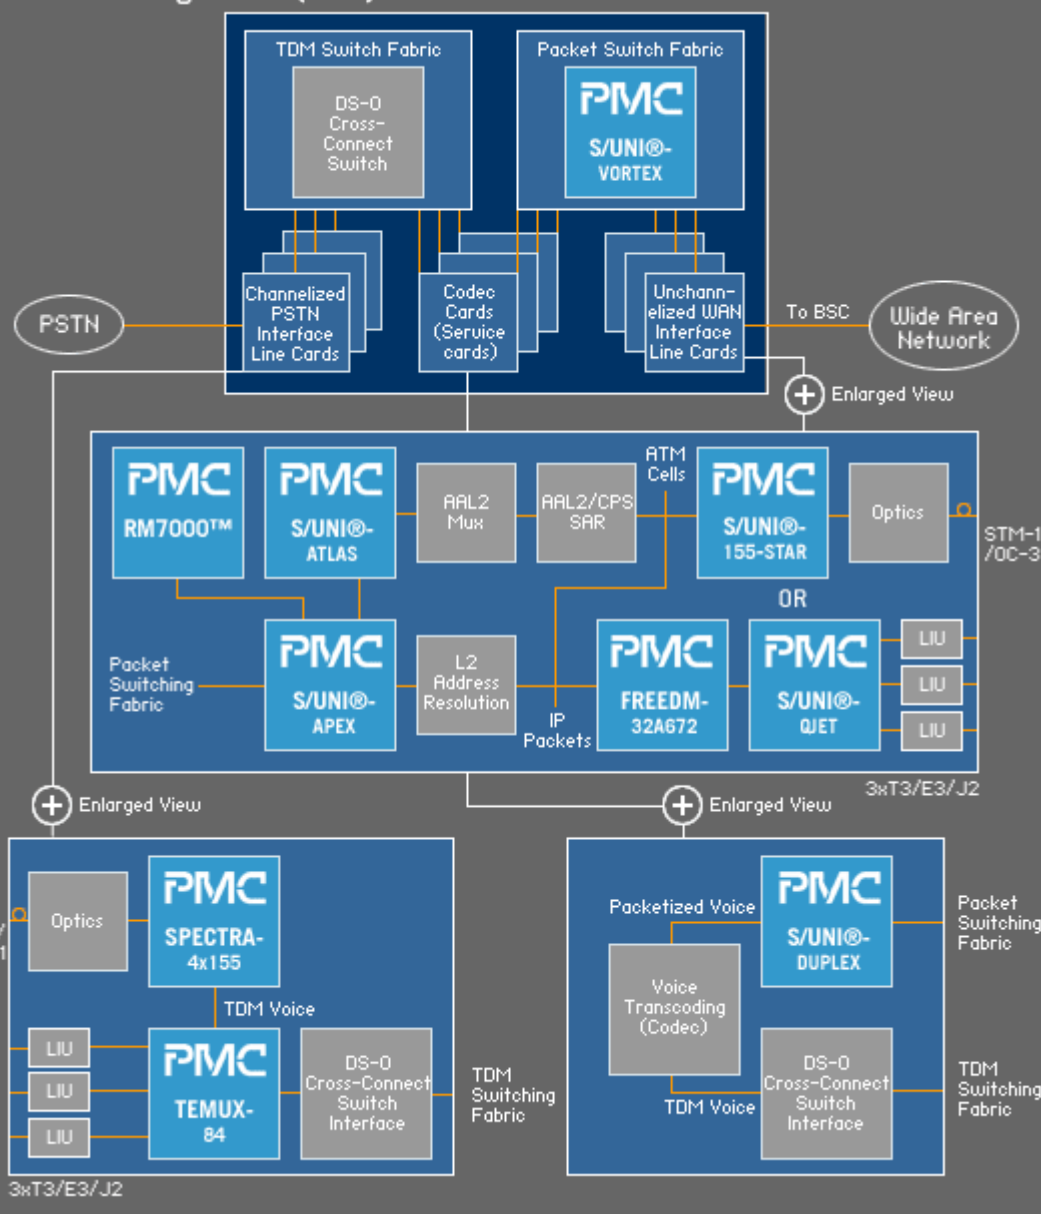 TDM Switch Fabric
DS-0
Cross-
Connect
Switch
Packet Switch Fabric
PMC
S/UNI®-
VORTEX
Channelized
PSTN
Interface
Line Cards
Codec
Cards
(Service
cards)
Unchann-
elized WAN
Interface
Line Cards
PSTN
To BSC
Wide Area
Network
Enlarged View
PMC
RM7000™
PMC
S/UNI®-
ATLAS
AAL2
Mux
AAL2/CPS
SAR
ATM
Cells
PMC
S/UNI®-
155-STAR
Optics
STM-1
/OC-3
OR
Packet
Switching
Fabric
PMC
S/UNI®-
APEX
L2
Address
Resolution
IP
Packets
PMC
FREEDM-
32A672
PMC
S/UNI®-
QJET
LIU
LIU
LIU
3xT3/E3/J2
Enlarged View
Enlarged View
Optics
PMC
SPECTRA-
4x155
TDM Voice
LIU
LIU
LIU
PMC
TEMUX-
84
DS-0
Cross-Connect
Switch
Interface
TDM
Switching
Fabric
3xT3/E3/J2
Packetized Voice
PMC
S/UNI®-
DUPLEX
Packet
Switching
Fabric
Voice
Transcoding
(Codec)
TDM Voice
DS-0
Cross-Connect
Switch
Interface
TDM
Switching
Fabric